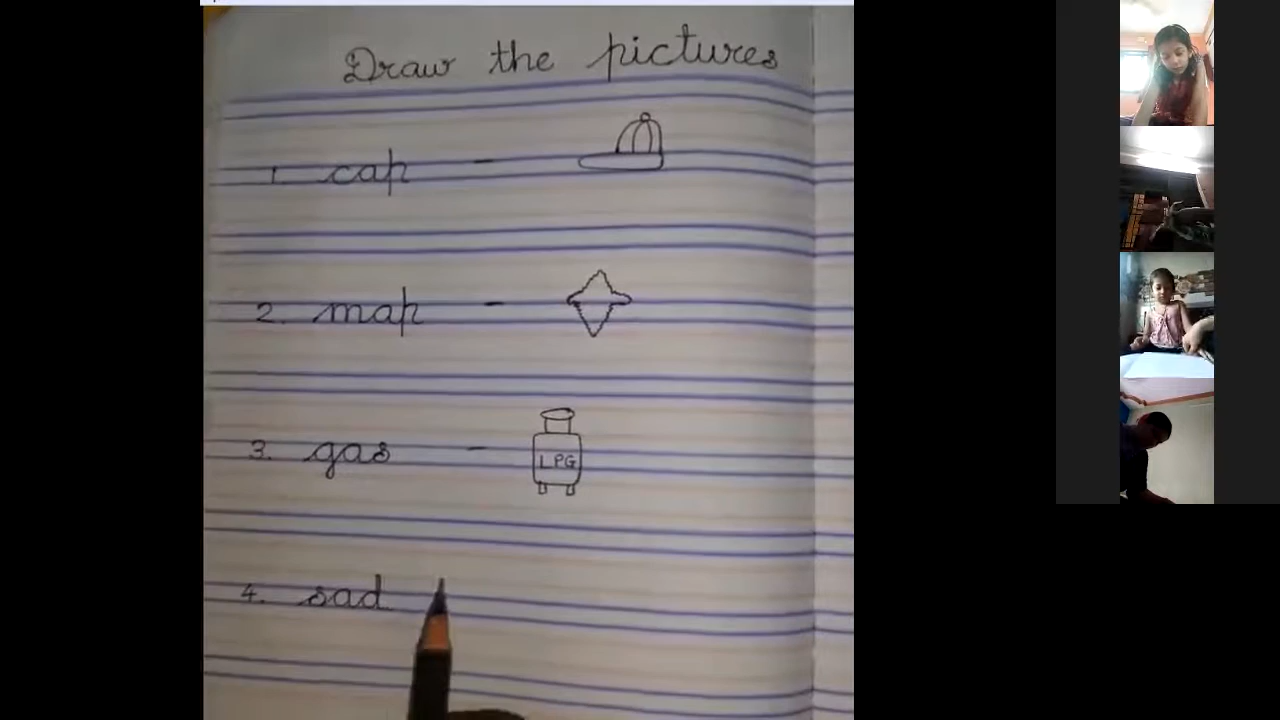 Draw the pictures
1. cap -
2. map -
3. gas - LPG
4. sad